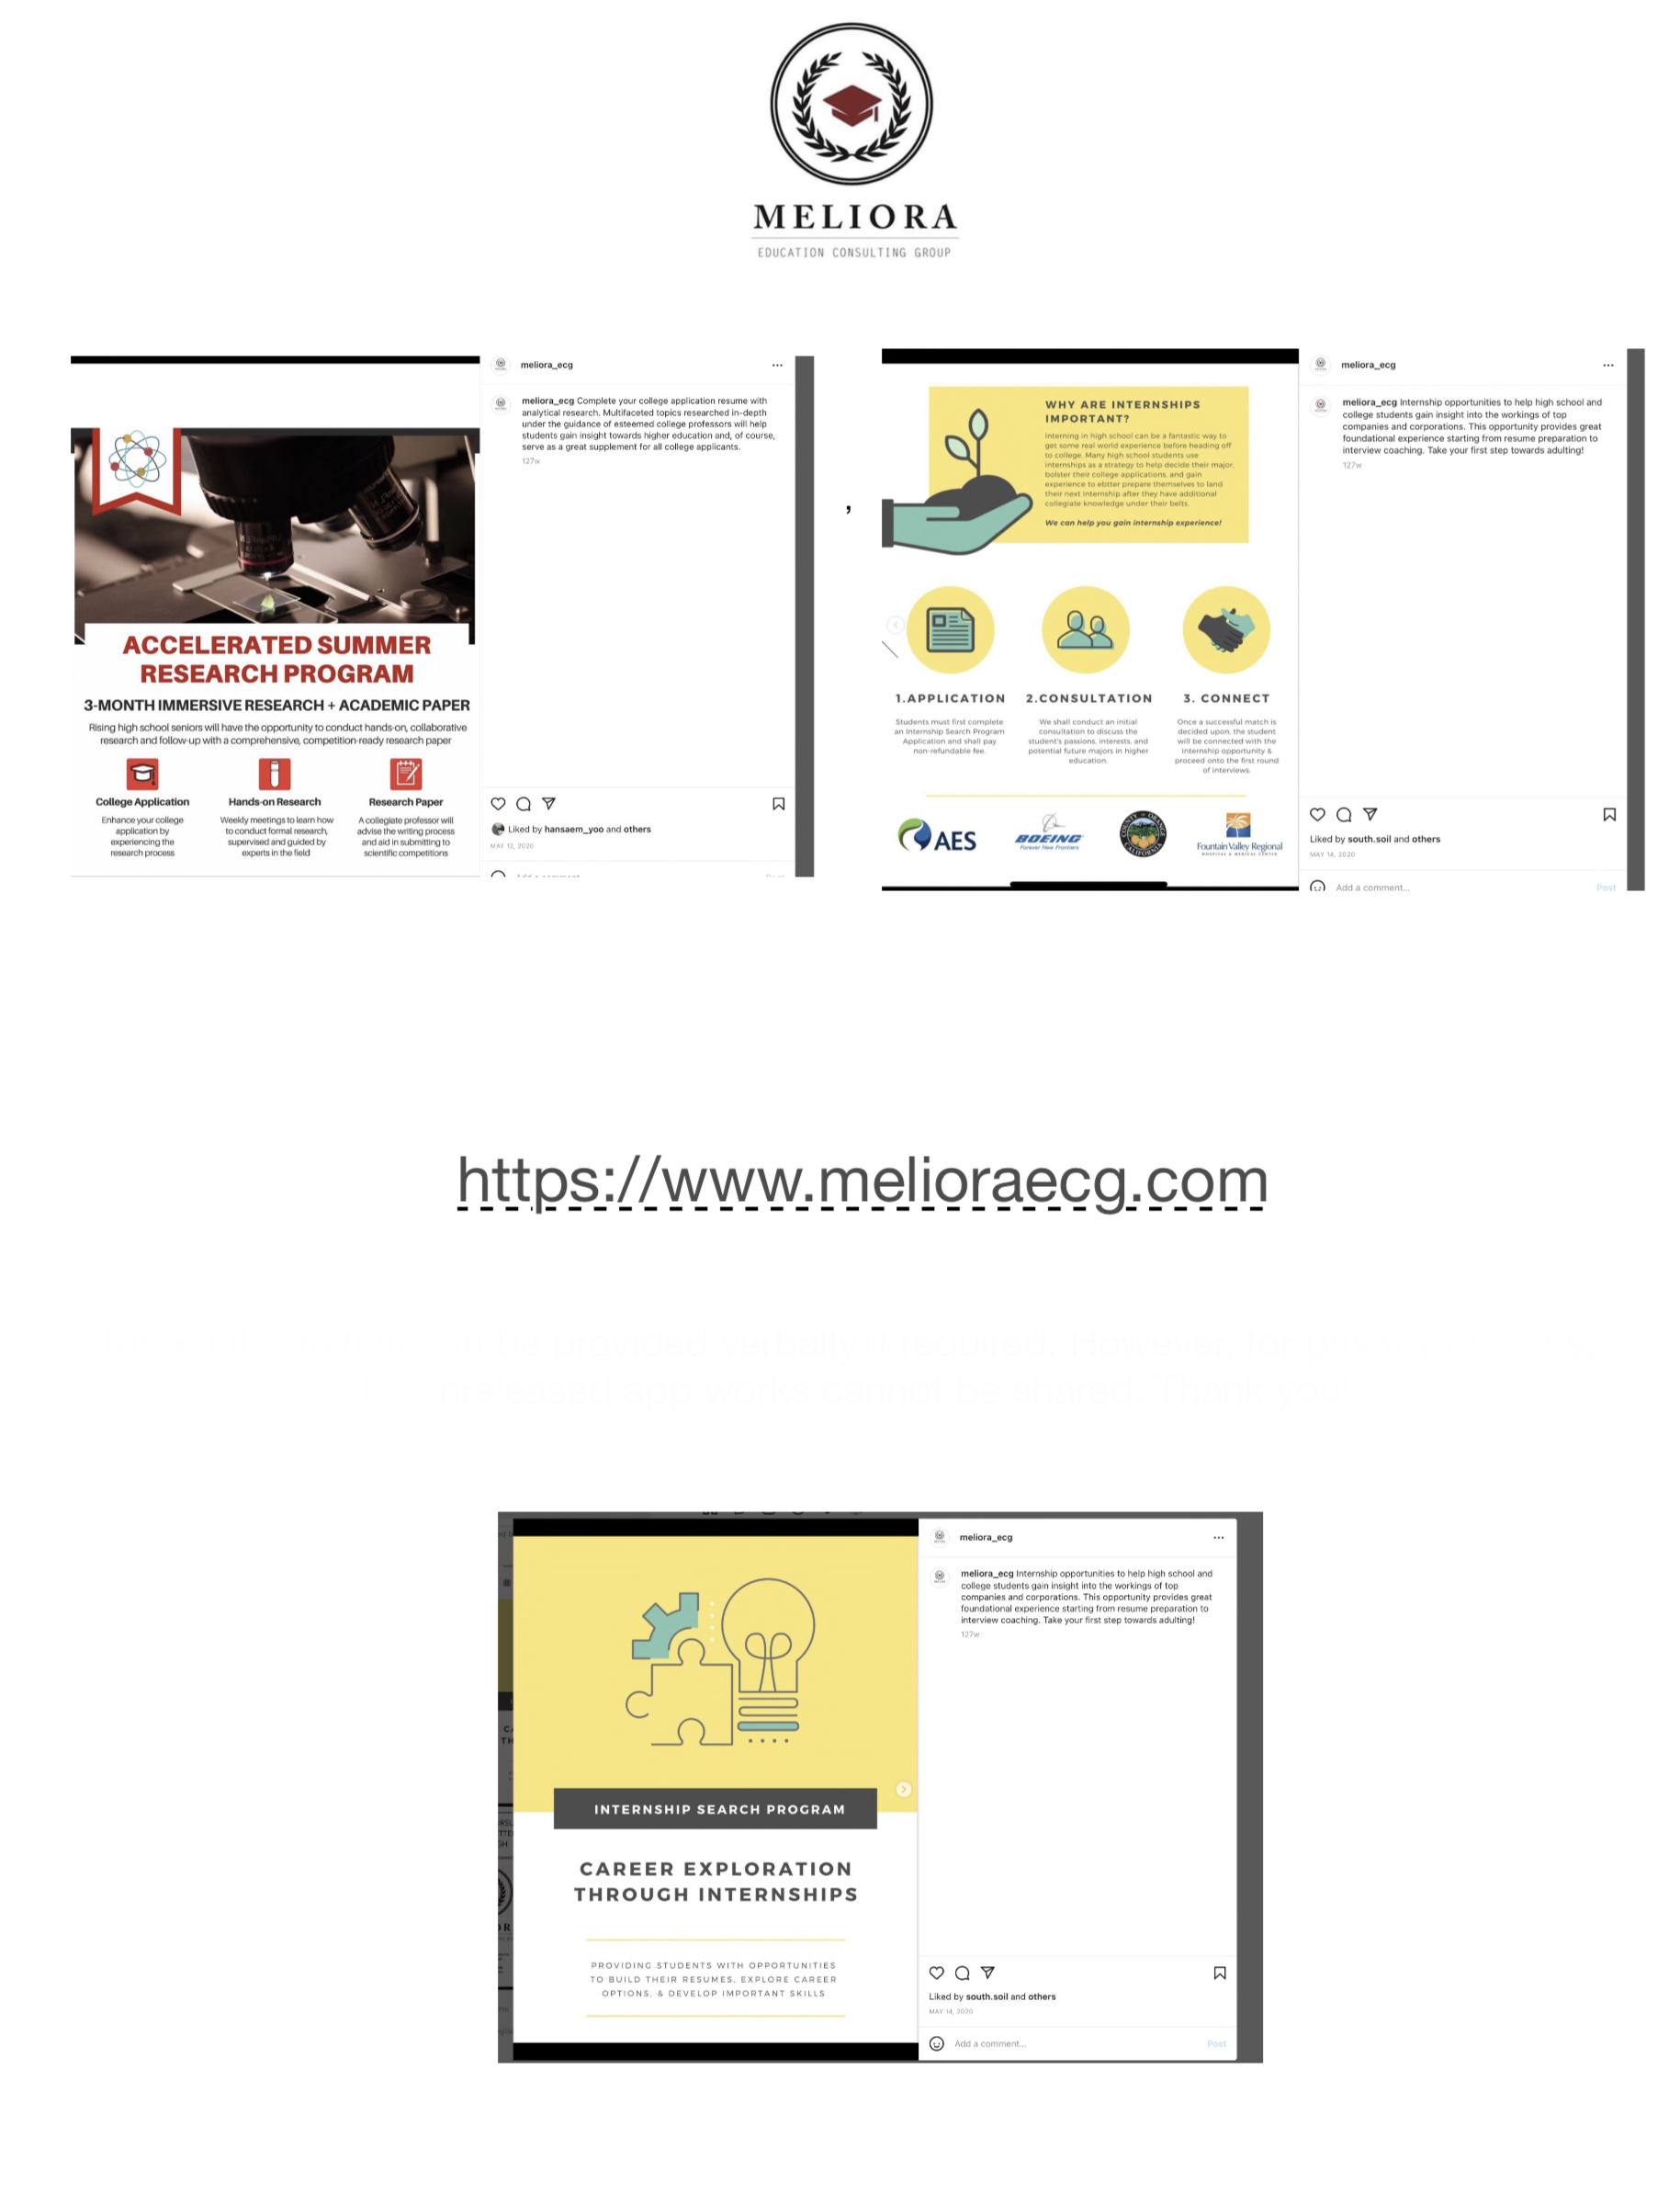 MELIORA
EDUCATION CONSULTING GROUP
meliora_ecg
meliora_ecg Complete your college application resume with
analytical research. Multifaceted topics researched in-depth
under the guidance of esteemed college professors will help
students gain insight towards higher education and, of course,
serve as a great supplement for all college applicants.
127w
ACCELERATED SUMMER
RESEARCH PROGRAM
3-MONTH IMMERSIVE RESEARCH + ACADEMIC PAPER
Rising high school seniors will have the opportunity to conduct hands-on, collaborative
research and follow-up with a comprehensive, competition-ready research paper
College Application
Enhance your college
application by
experiencing the
research process
Hands-on Research
Weekly meetings to learn how
to conduct formal research,
supervised and guided by
experts in the field
Research Paper
A collegiate professor will
advise the writing process
and aid in submitting to
scientific competitions
Liked by hansaem_yoo and others
MAY 12, 2020
,
WHY ARE INTERNSHIPS
IMPORTANT?
Interning in high school can be a fantastic way to
get some real world experience before heading off
to college. Many high school students use
internships as a strategy to help decide their major,
bolster their college applications, and gain
experience to ebtter prepare themselves to land
their next internship after they have additional
collegiate knowledge under their belts.
We can help you gain internship experience!
1.APPLICATION
Students must first complete
an Internship Search Program
Application and shall pay
non-refundable fee.
2.CONSULTATION
We shall conduct an initial
consultation to discuss the
student's passions, interests, and
potential future majors in higher
education.
3. CONNECT
Once a successful match is
decided upon, the student
will be connected with the
internship opportunity &
proceed onto the first round
of interviews.
AES
BOEING
Forever New Frontiers
COUNTY OF ORANGE
CALIFORNIA
Fountain Valley Regional
HOSPITAL & MEDICAL CENTER
meliora_ecg
meliora_ecg Internship opportunities to help high school and
college students gain insight into the workings of top
companies and corporations. This opportunity provides great
foundational experience starting from resume preparation to
interview coaching. Take your first step towards adulting!
127w
Liked by south.soil and others
MAY 14, 2020
Add a comment...
Post
https://www.melioraecg.com
be provided verbally if required. However, for
app works cannot be shared. Thank you!
INTERNSHIP SEARCH PROGRAM
CAREER EXPLORATION
THROUGH INTERNSHIPS
PROVIDING STUDENTS WITH OPPORTUNITIES
TO BUILD THEIR RESUMES, EXPLORE CAREER
OPTIONS, & DEVELOP IMPORTANT SKILLS
meliora_ecg
meliora_ecg Internship opportunities to help high school and
college students gain insight into the workings of top
companies and corporations. This opportunity provides great
foundational experience starting from resume preparation to
interview coaching. Take your first step towards adulting!
127w
Liked by south.soil and others
MAY 14, 2020
Add a comment...
Post